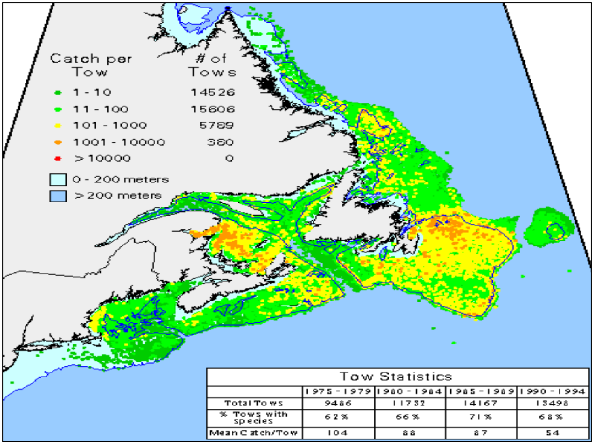 Catch per # of
Tow Tows
1 - 10 14526
11 - 100 15606
101 - 1000 5789
1001 - 10000 380
>10000 0
0 - 200 meters
> 200 meters
Tow Statistics
1975 - 1979 1980 - 1984 1985 - 1989 1990 - 1994
Total Tows 9486 11732 14167 13498
% Tows with
species 62% 66% 71% 68%
Mean Catch/Tow 104 88 87 54